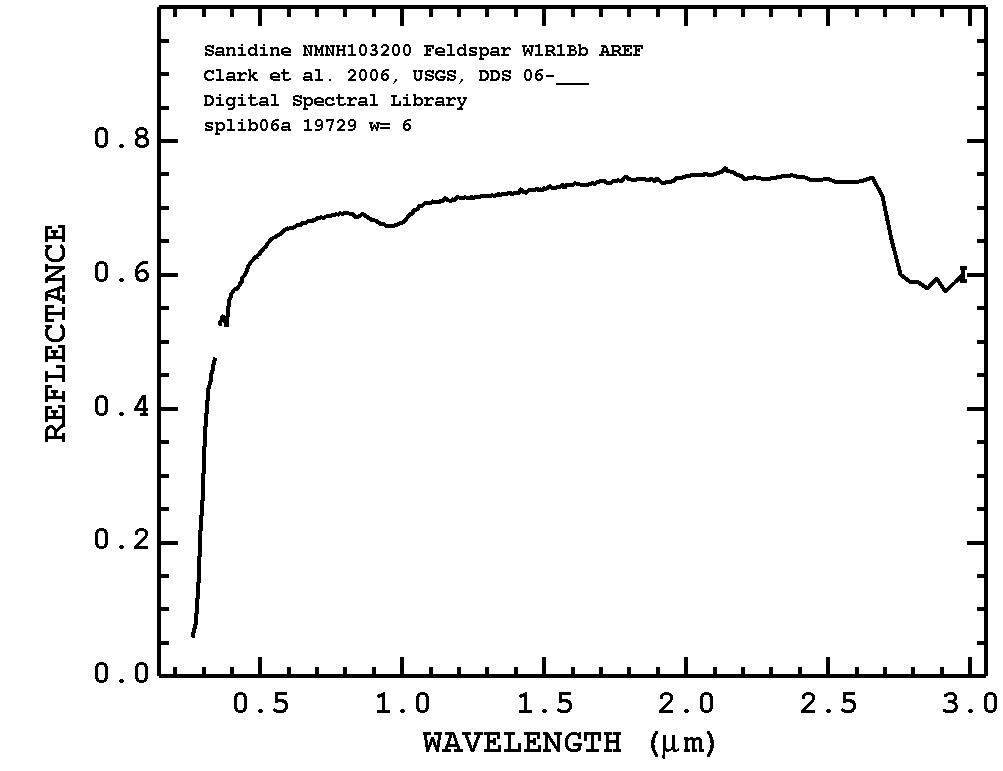 Sanidine NMNH103200 Feldspar W1R1Bb AREF
Clark et al. 2006, USGS, DDS 06-___
Digital Spectral Library
splib06a 19729 w= 6
REFLECTANCE
0.8
0.6
0.4
0.2
0.0
0.5 1.0 1.5 2.0 2.5 3.0
WAVELENGTH (μm)